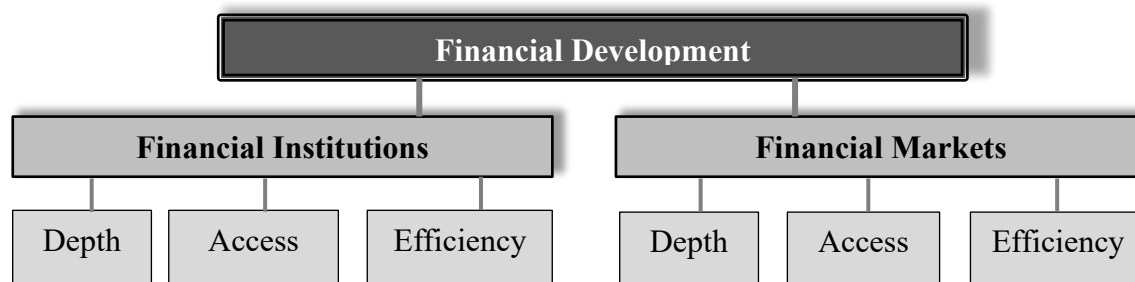 Financial Development
Financial Institutions Financial Markets
Depth Access Efficiency Depth Access Efficiency